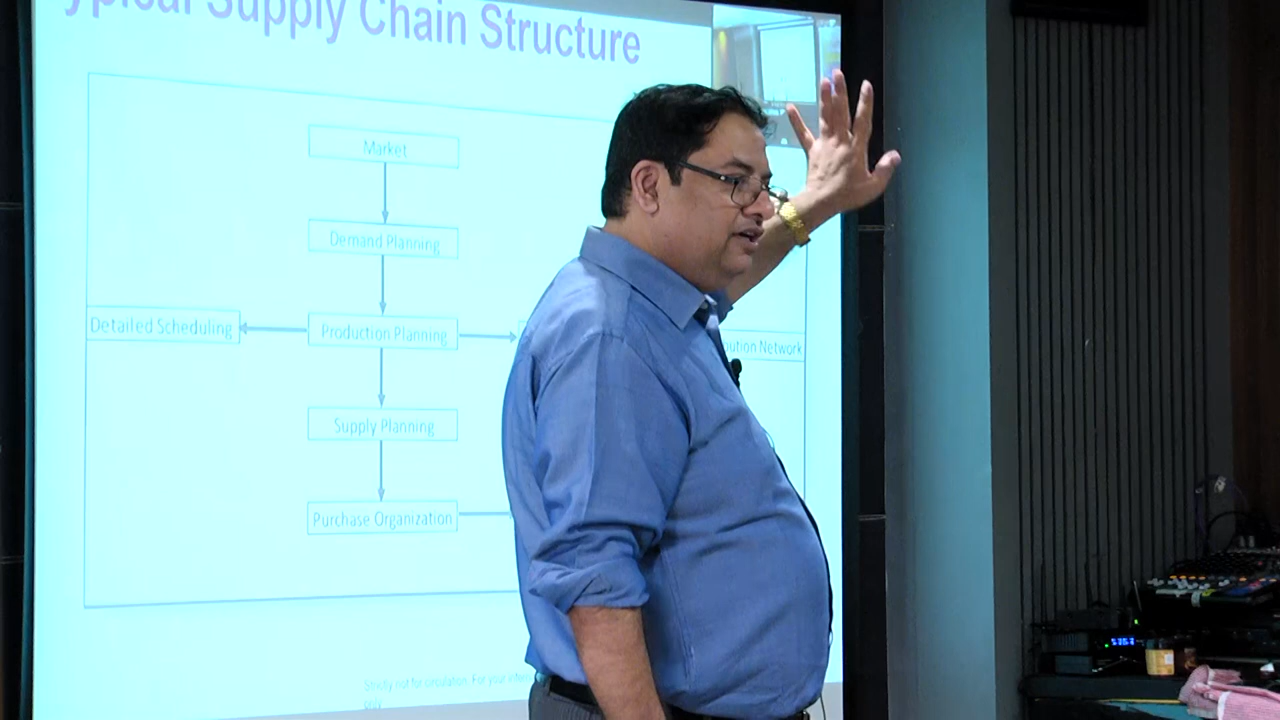 Supply Chain Structure
Market
Demand Planning
Detailed Scheduling
Production Planning
Network
Supply Planning
Purchase Organization
Strictly not for circulation. For your